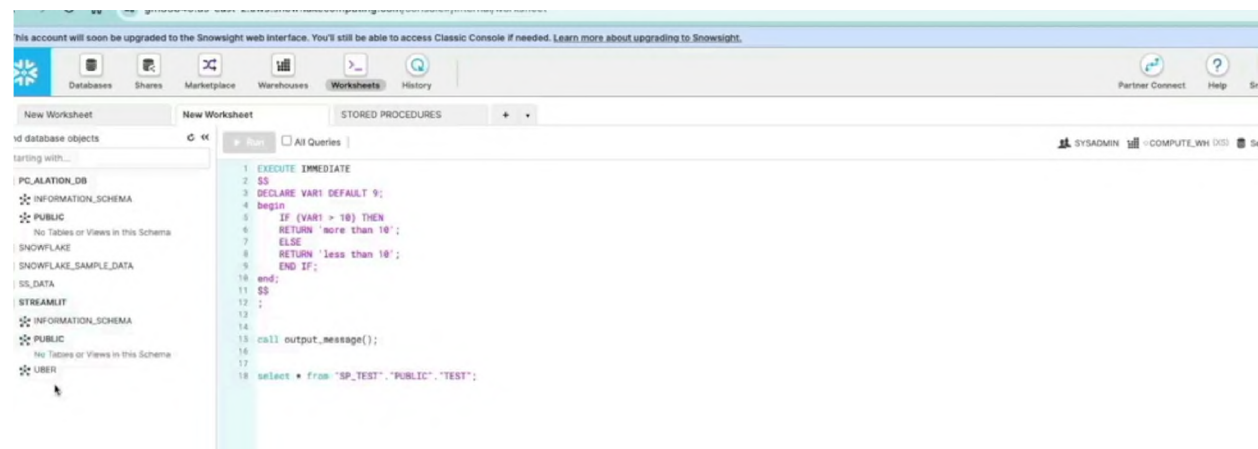 This account will soon be upgraded to the Snowsight web interface. You'll still be able to access Classic Console if needed. Learn more about upgrading to Snowsight.
Databases Shares Marketplace Warehouses Worksheets History Partner Connect Help
New Worksheet New Worksheet STORED PROCEDURES +
database objects
Run All Queries
SYSADMIN COMPUTE_WH (XS)
with...
PC_ALATION_DB
INFORMATION_SCHEMA
PUBLIC
No Tables or Views in this Schema
SNOWFLAKE
SNOWFLAKE_SAMPLE_DATA
SS_DATA
STREAMLIT
INFORMATION_SCHEMA
PUBLIC
No Tables or Views in this Schema
UBER
1 EXECUTE IMMEDIATE
2 $$
3 DECLARE VAR1 DEFAULT 9;
4 begin
5 IF (VAR1 > 10) THEN
6 RETURN 'more than 10';
7 ELSE
8 RETURN 'less than 10';
9 END IF;
10 end;
11 $$
12 ;
13
14
15 call output_message();
16
17
18 select * from "SP_TEST"."PUBLIC"."TEST";